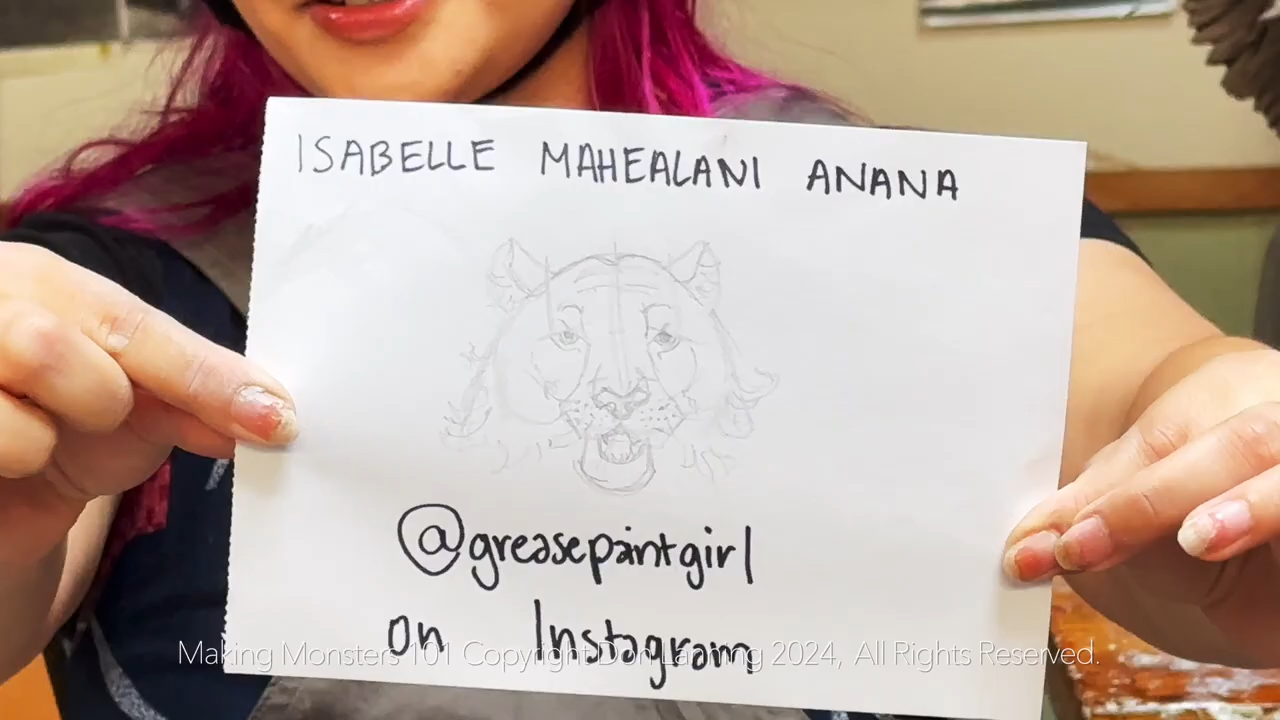 ISABELLE MAHEALANI ANANA
@greasepaintgirl
on Instagram
Making Monsters 101 Copyright Don Lanning 2024, All Rights Reserved.